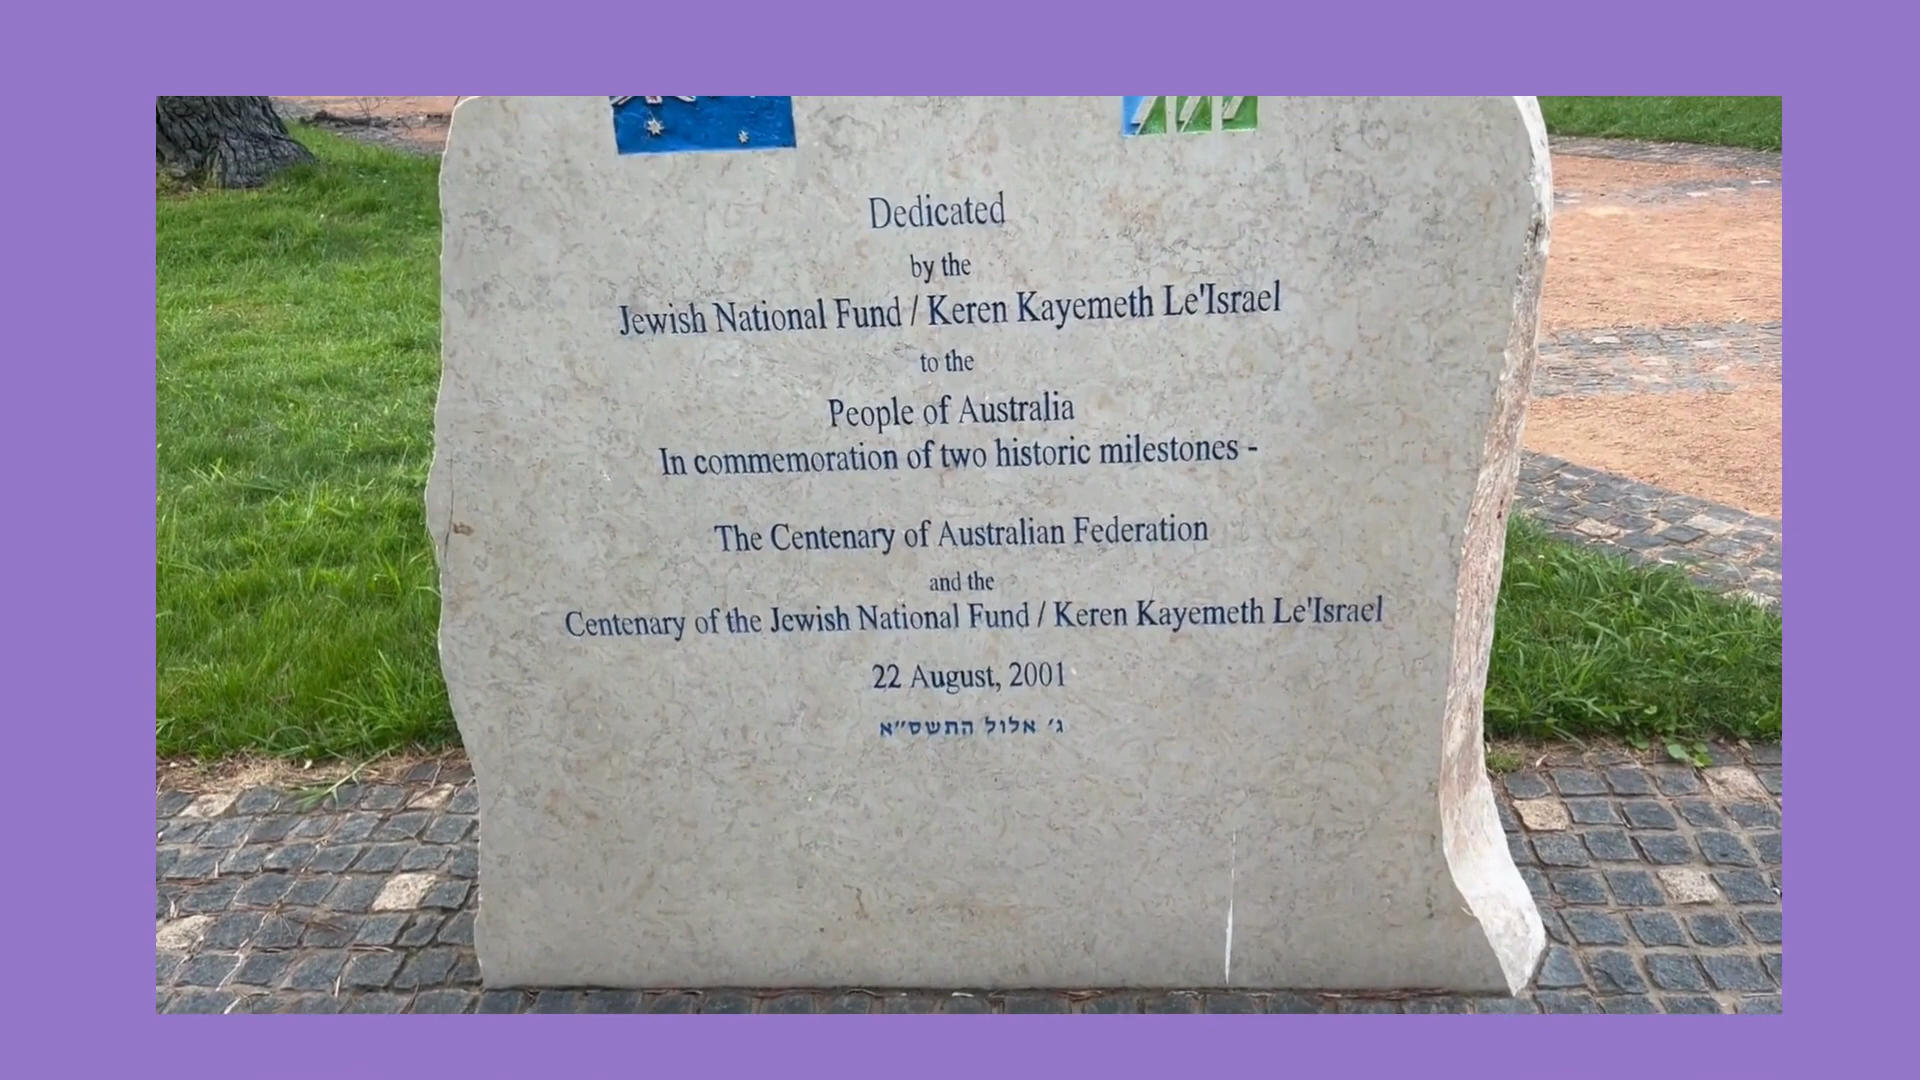 Dedicated
by the
Jewish National Fund / Keren Kayemeth Le'Israel
to the
People of Australia
In commemoration of two historic milestones -
The Centenary of Australian Federation
and the
Centenary of the Jewish National Fund / Keren Kayemeth Le'Israel
22 August, 2001
ג׳ אלול התשס״א